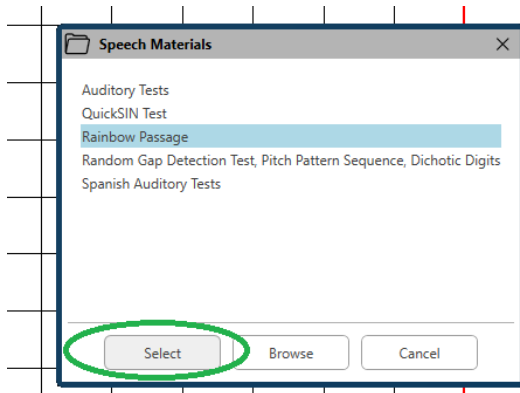 Speech Materials
Auditory Tests
QuickSIN Test
Rainbow Passage
Random Gap Detection Test, Pitch Pattern Sequence, Dichotic Digits
Spanish Auditory Tests
Select Browse Cancel